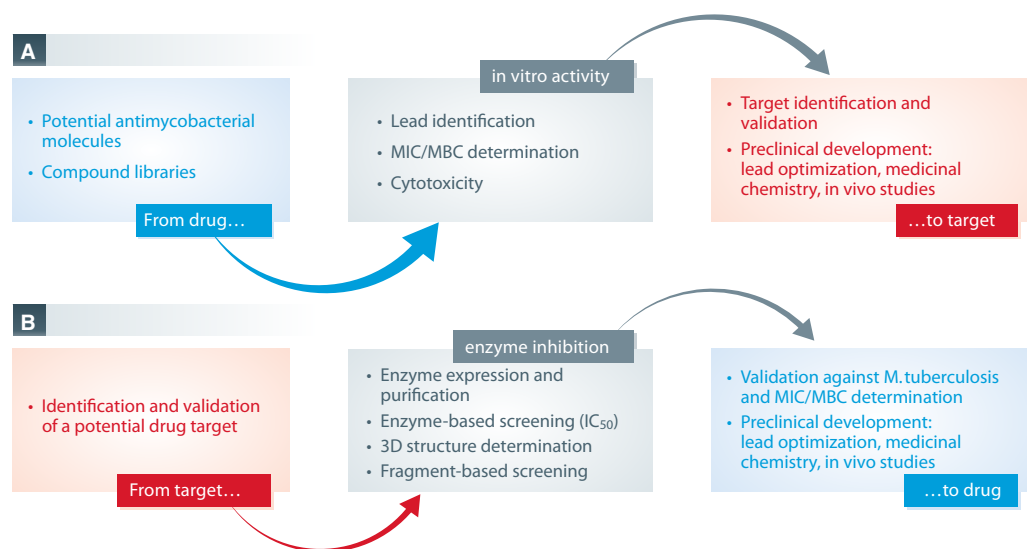 A
in vitro activity
• Potential antimycobacterial
molecules
• Compound libraries
From drug…
• Lead identification
• MIC/MBC determination
• Cytotoxicity
• Target identification and
validation
• Preclinical development:
lead optimization, medicinal
chemistry, in vivo studies
…to target
B
enzyme inhibition
• Identification and validation
of a potential drug target
From target…
• Enzyme expression and
purification
• Enzyme-based screening (IC₅₀)
• 3D structure determination
• Fragment-based screening
• Validation against M. tuberculosis
and MIC/MBC determination
• Preclinical development:
lead optimization, medicinal
chemistry, in vivo studies
…to drug